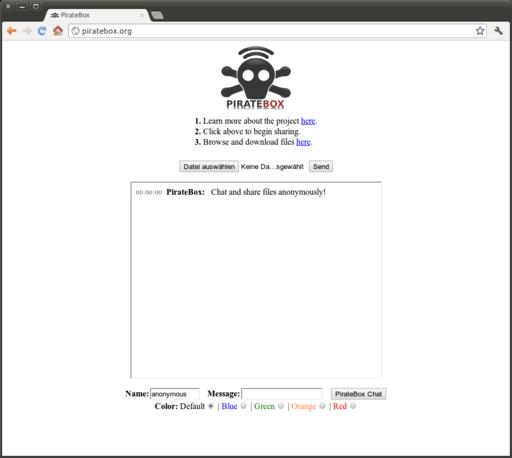 PirateBox
piratebox.org
PIRATEBOX
1. Learn more about the project here.
2. Click above to begin sharing.
3. Browse and download files here.
Datei auswählen Keine Da...sgewählt Send
00:00:00 PirateBox: Chat and share files anonymously!
Name: anonymous Message: PirateBox Chat
Color: Default | Blue | Green | Orange | Red